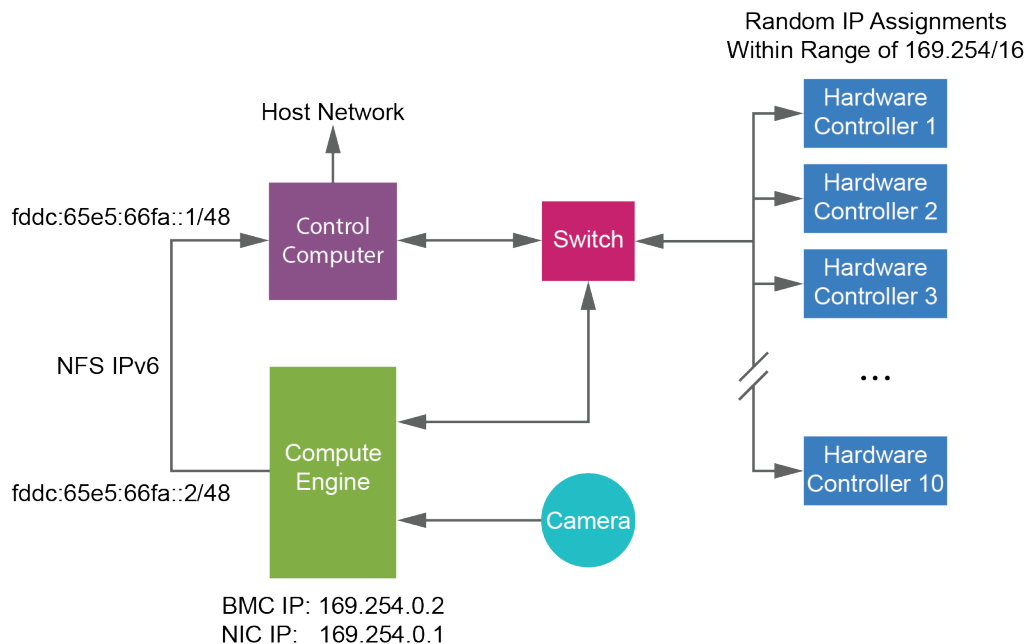 Random IP Assignments
Within Range of 169.254/16
Host Network
Hardware
Controller 1
fddc:65e5:66fa::1/48
Control
Computer
Switch
Hardware
Controller 2
Hardware
Controller 3
NFS IPv6
...
Compute
Engine
fddc:65e5:66fa::2/48
Hardware
Controller 10
Camera
BMC IP: 169.254.0.2
NIC IP: 169.254.0.1